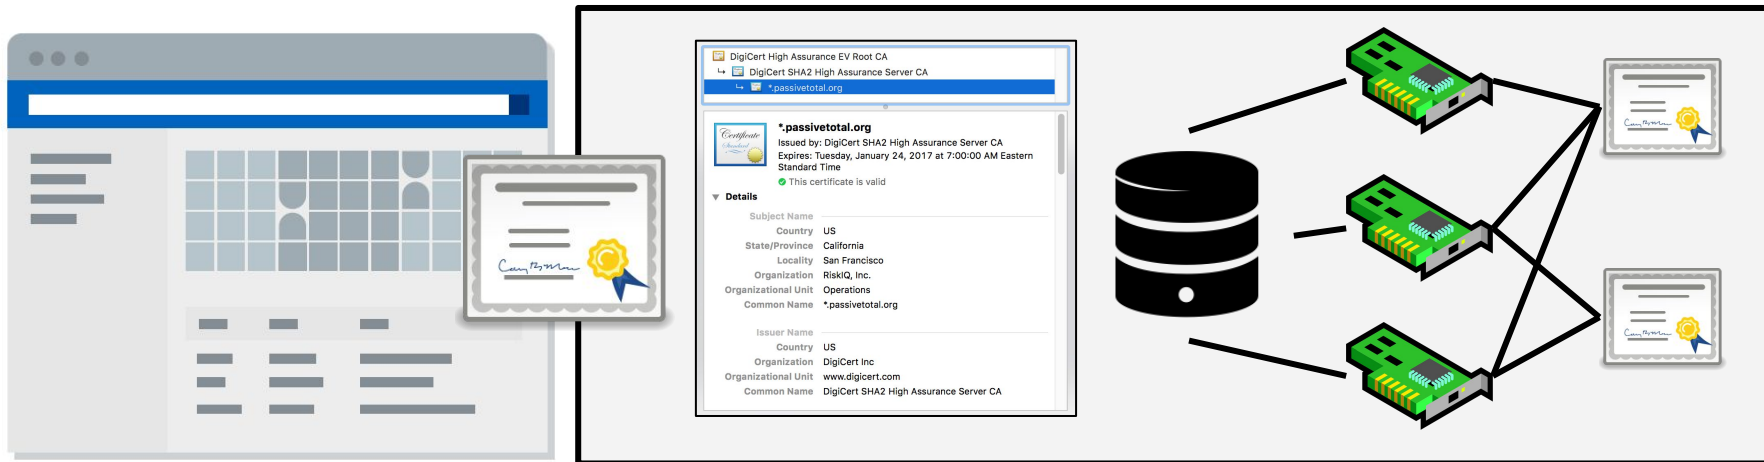 DigiCert High Assurance EV Root CA
DigiCert SHA2 High Assurance Server CA
*.passivetotal.org
Certificate
Standard
*.passivetotal.org
Issued by: DigiCert SHA2 High Assurance Server CA
Expires: Tuesday, January 24, 2017 at 7:00:00 AM Eastern
Standard Time
This certificate is valid
Details
Subject Name
Country US
State/Province California
Locality San Francisco
Organization RiskIQ, Inc.
Organizational Unit Operations
Common Name *.passivetotal.org
Issuer Name
Country US
Organization DigiCert Inc
Organizational Unit www.digicert.com
Common Name DigiCert SHA2 High Assurance Server CA